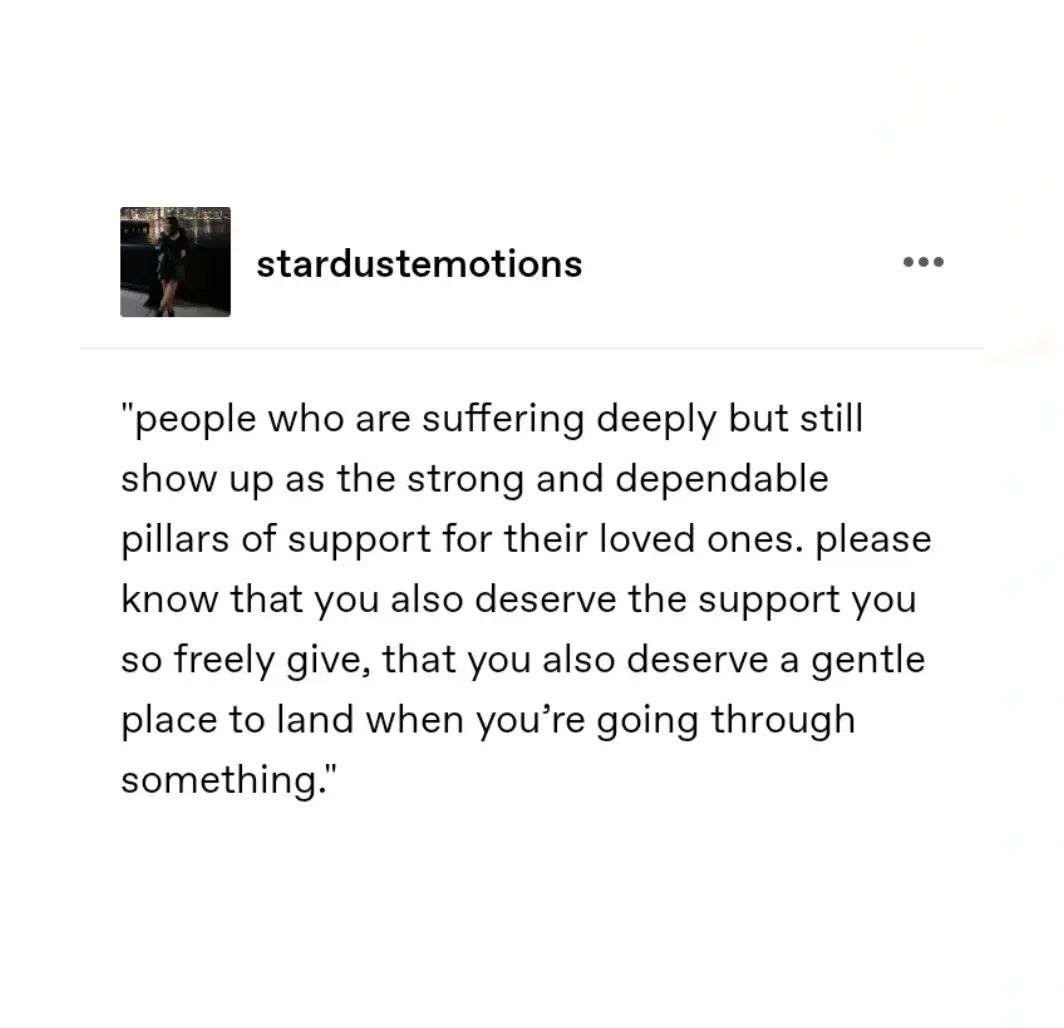 stardustemotions
"people who are suffering deeply but still
show up as the strong and dependable
pillars of support for their loved ones. please
know that you also deserve the support you
so freely give, that you also deserve a gentle
place to land when you’re going through
something."